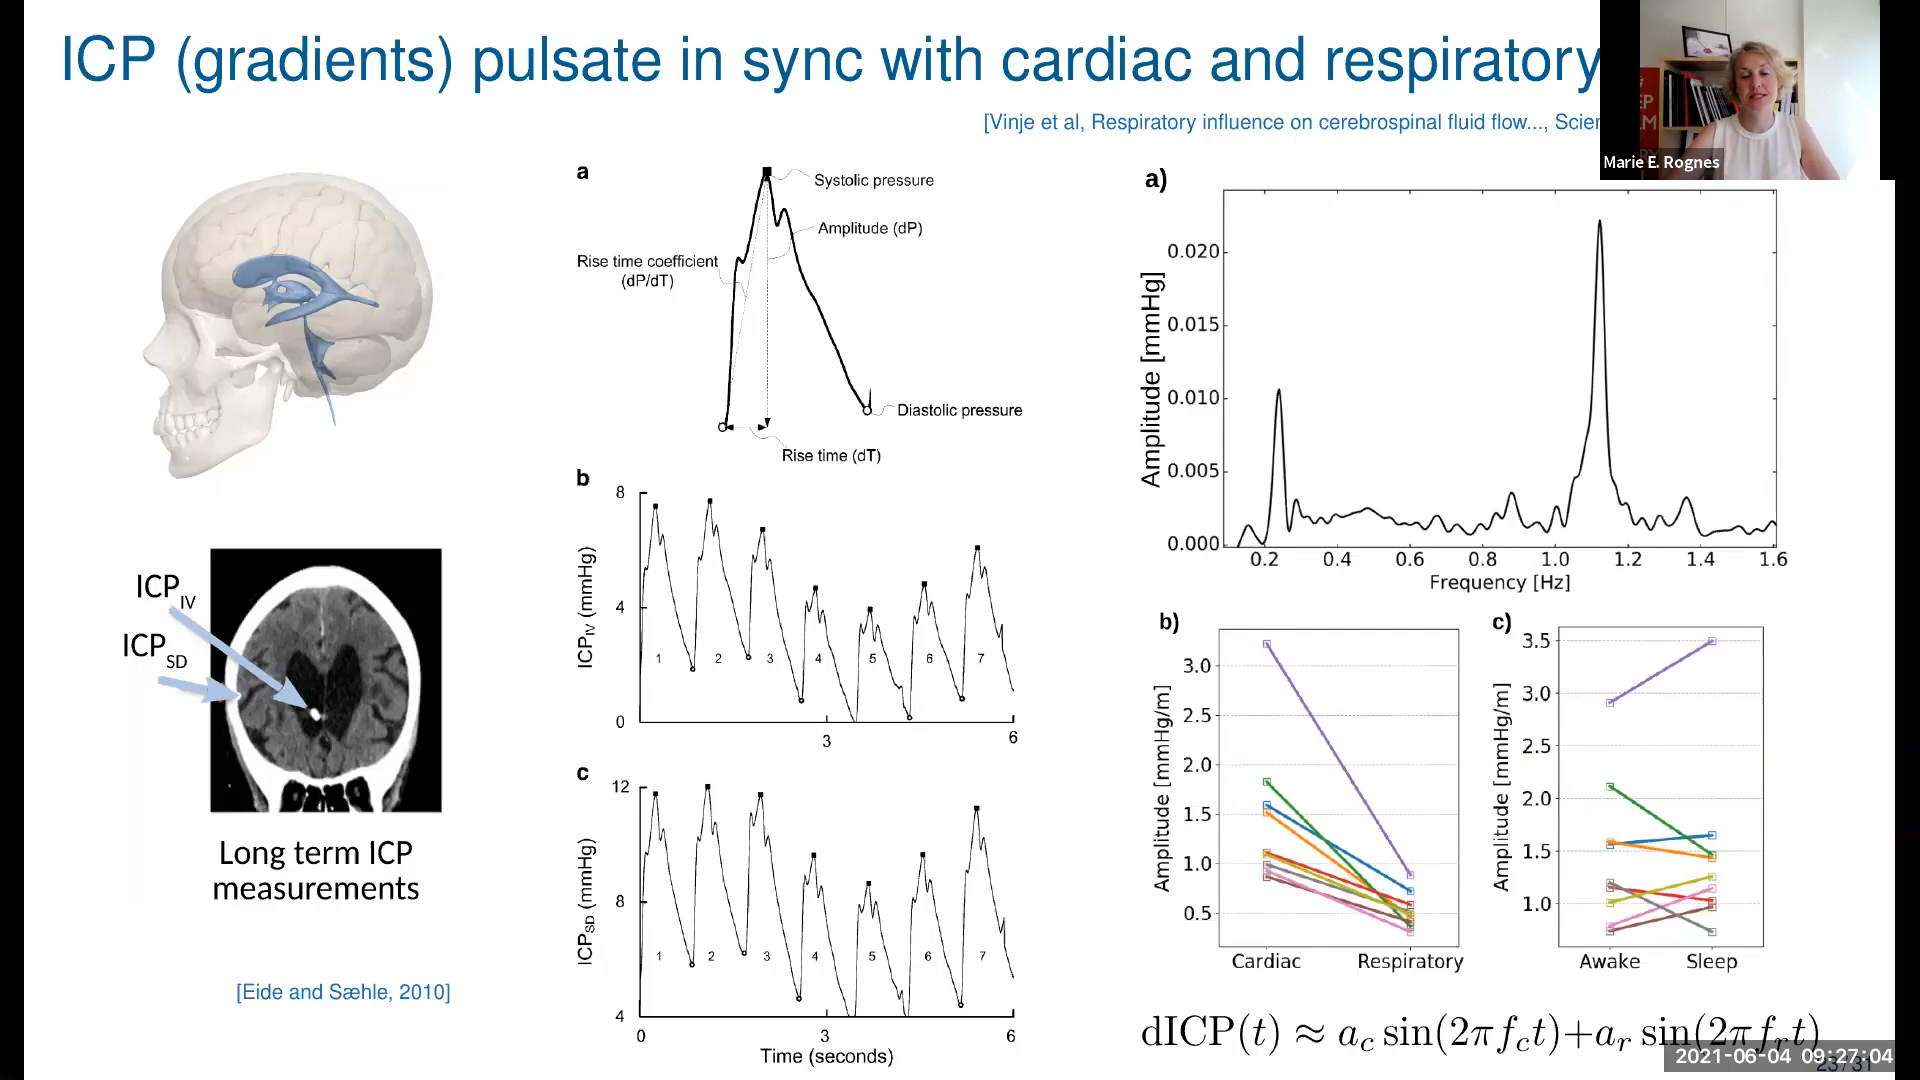 ICP (gradients) pulsate in sync with cardiac and respiratory
[Vinje et al, Respiratory influence on cerebrospinal fluid flow..., Scien
Marie E. Rognes
ICP_IV
ICP_SD
Long term ICP
measurements
[Eide and Sæhle, 2010]
a
Systolic pressure
Amplitude (dP)
Rise time coefficient
(dP/dT)
Diastolic pressure
Rise time (dT)
b
ICP_IV (mmHg)
8
4
0
1 2 3 4 5 6 7
3 6
c
ICP_SD (mmHg)
12
8
4
1 2 3 4 5 6 7
0 3 6
Time (seconds)
a)
Amplitude [mmHg]
0.020
0.015
0.010
0.005
0.000
0.2 0.4 0.6 0.8 1.0 1.2 1.4 1.6
Frequency [Hz]
b)
Amplitude [mmHg/m]
3.0
2.5
2.0
1.5
1.0
0.5
Cardiac Respiratory
c)
Amplitude [mmHg/m]
3.5
3.0
2.5
2.0
1.5
1.0
Awake Sleep
dICP(t) ≈ a_c sin(2πf_c t)+a_r sin(2πf_r t)
2021-06-04 09:27:04